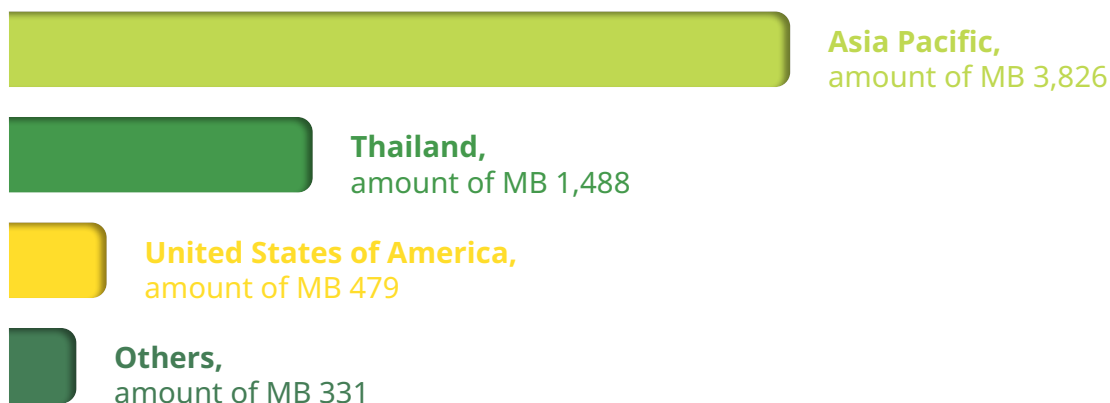 Asia Pacific,
amount of MB 3,826
Thailand,
amount of MB 1,488
United States of America,
amount of MB 479
Others,
amount of MB 331